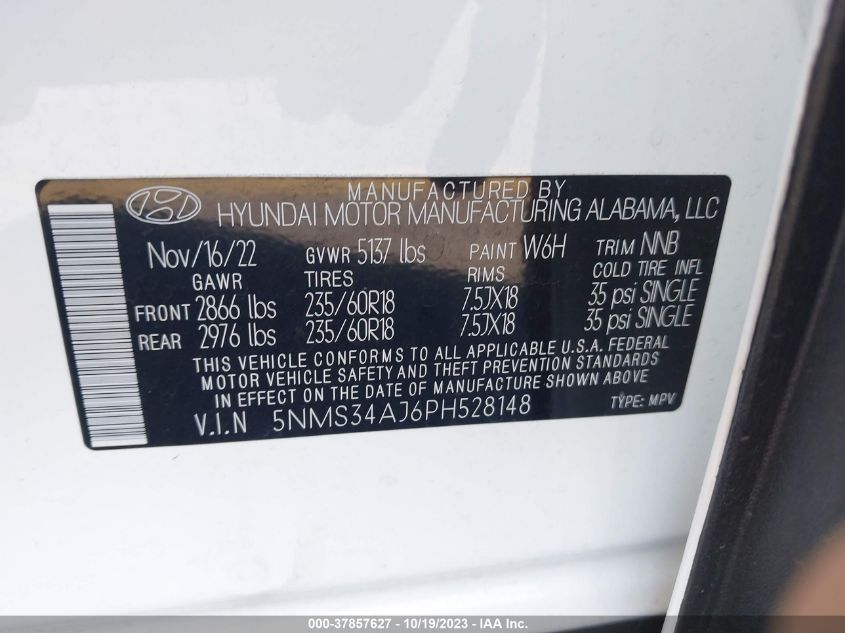 MANUFACTURED BY
HYUNDAI MOTOR MANUFACTURING ALABAMA, LLC
Nov/16/22 GVWR 5137 lbs PAINT W6H TRIM NNB
GAWR TIRES RIMS COLD TIRE INFL
FRONT 2866 lbs 235/60R18 7.5JX18 35 psi SINGLE
REAR 2976 lbs 235/60R18 7.5JX18 35 psi SINGLE
THIS VEHICLE CONFORMS TO ALL APPLICABLE U.S.A. FEDERAL
MOTOR VEHICLE SAFETY AND THEFT PREVENTION STANDARDS
IN EFFECT ON THE DATE OF MANUFACTURE SHOWN ABOVE
V.I.N 5NMS34AJ6PH528148 TYPE: MPV
000-37857627 - 10/19/2023 - IAA Inc.